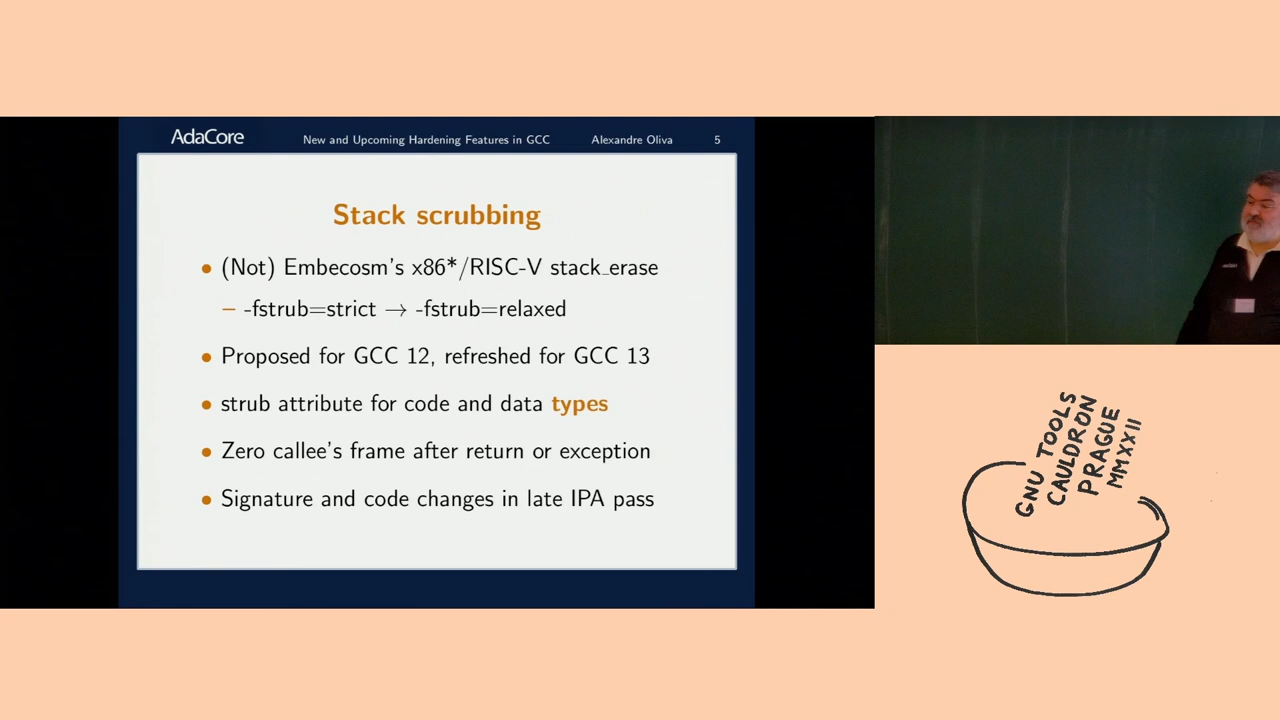 AdaCore New and Upcoming Hardening Features in GCC Alexandre Oliva 5
Stack scrubbing
• (Not) Embecosm's x86*/RISC-V stack_erase
– -fstrub=strict → -fstrub=relaxed
• Proposed for GCC 12, refreshed for GCC 13
• strub attribute for code and data types
• Zero callee's frame after return or exception
• Signature and code changes in late IPA pass
GNU TOOLS
CAULDRON
PRAGUE
MMXXII